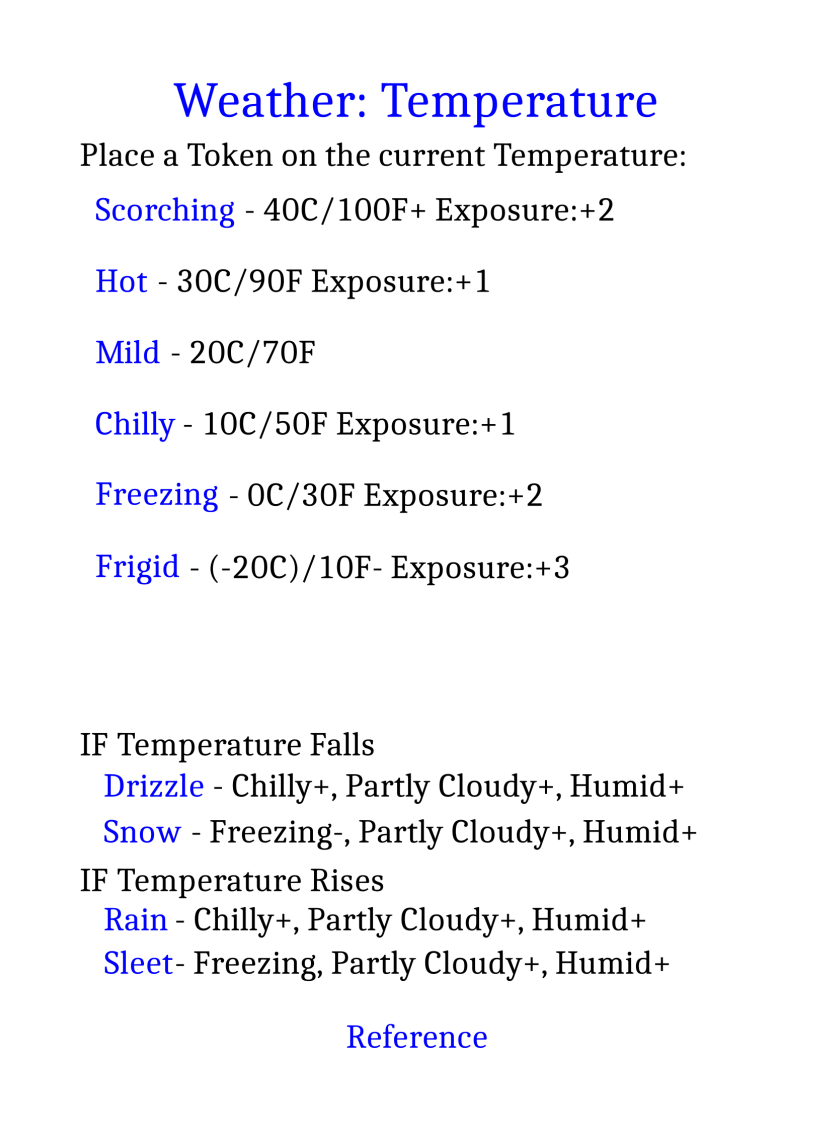 Weather: Temperature
Place a Token on the current Temperature:
Scorching - 40C/100F+ Exposure:+2
Hot - 30C/90F Exposure:+1
Mild - 20C/70F
Chilly - 10C/50F Exposure:+1
Freezing - 0C/30F Exposure:+2
Frigid - (-20C)/10F- Exposure:+3
IF Temperature Falls
Drizzle - Chilly+, Partly Cloudy+, Humid+
Snow - Freezing-, Partly Cloudy+, Humid+
IF Temperature Rises
Rain - Chilly+, Partly Cloudy+, Humid+
Sleet- Freezing, Partly Cloudy+, Humid+
Reference